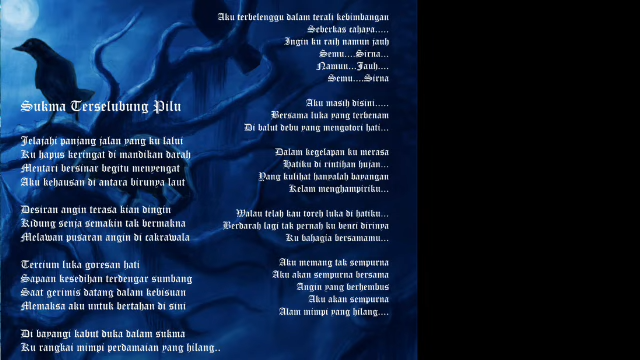 Sukma Terselubung Pilu
Jelajahi panjang jalan yang ku lalui
Ku hapus keringat di mandikan darah
Mentari bersinar begitu menyengat
Aku kehausan di antara birunya laut
Desiran angin terasa kian dingin
Kidung senja semakin tak bermakna
Melawan pusaran angin di cakrawala
Tercium luka goresan hati
Sapaan kesedihan terdengar sumbang
Saat gerimis datang dalam kebisuan
Memaksa aku untuk bertahan di sini
Di bayangi kabut duka dalam sukma
Ku rangkai mimpi perdamaian yang hilang..
Aku terbelenggu dalam terali kebimbangan
Seberkas cahaya.....
Ingin ku raih namun jauh
Semu....Sirna...
Namun...Jauh....
Semu....Sirna
Aku masih disini.....
Bersama luka yang terbenam
Di balut debu yang mengotori hati...
Dalam kegelapan ku merasa
Hatiku di rintihan hujan...
Yang kulihat hanyalah bayangan
Kelam menghampiriku...
Walau telah kau toreh luka di hatiku...
Berdarah lagi tak pernah ku benci dirinya
Ku bahagia bersamamu...
Aku memang tak sempurna
Aku akan sempurna bersama
Angin yang berhembus
Aku akan sempurna
Alam mimpi yang hilang....